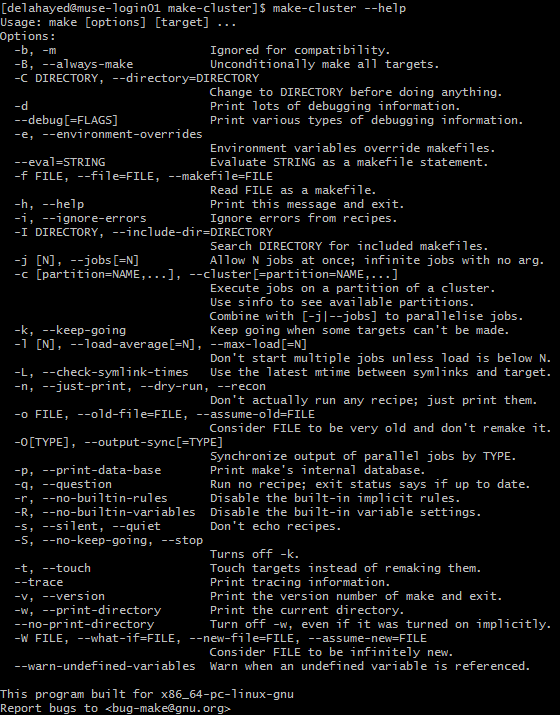 [delahayed@muse-login01 make-cluster]$ make-cluster --help
Usage: make [options] [target] ...
Options:
  -b, -m                      Ignored for compatibility.
  -B, --always-make           Unconditionally make all targets.
  -C DIRECTORY, --directory=DIRECTORY
                              Change to DIRECTORY before doing anything.
  -d                          Print lots of debugging information.
  --debug[=FLAGS]             Print various types of debugging information.
  -e, --environment-overrides
                              Environment variables override makefiles.
  --eval=STRING               Evaluate STRING as a makefile statement.
  -f FILE, --file=FILE, --makefile=FILE
                              Read FILE as a makefile.
  -h, --help                  Print this message and exit.
  -i, --ignore-errors         Ignore errors from recipes.
  -I DIRECTORY, --include-dir=DIRECTORY
                              Search DIRECTORY for included makefiles.
  -j [N], --jobs[=N]          Allow N jobs at once; infinite jobs with no arg.
  -c [partition=NAME,...], --cluster[=partition=NAME,...]
                              Execute jobs on a partition of a cluster.
                              Use sinfo to see available partitions.
                              Combine with [-j|--jobs] to parallelise jobs.
  -k, --keep-going            Keep going when some targets can't be made.
  -l [N], --load-average[=N], --max-load[=N]
                              Don't start multiple jobs unless load is below N.
  -L, --check-symlink-times   Use the latest mtime between symlinks and target.
  -n, --just-print, --dry-run, --recon
                              Don't actually run any recipe; just print them.
  -o FILE, --old-file=FILE, --assume-old=FILE
                              Consider FILE to be very old and don't remake it.
  -O[TYPE], --output-sync[=TYPE]
                              Synchronize output of parallel jobs by TYPE.
  -p, --print-data-base       Print make's internal database.
  -q, --question              Run no recipe; exit status says if up to date.
  -r, --no-builtin-rules      Disable the built-in implicit rules.
  -R, --no-builtin-variables  Disable the built-in variable settings.
  -s, --silent, --quiet       Don't echo recipes.
  -S, --no-keep-going, --stop
                              Turns off -k.
  -t, --touch                 Touch targets instead of remaking them.
  --trace                     Print tracing information.
  -v, --version               Print the version number of make and exit.
  -w, --print-directory       Print the current directory.
  --no-print-directory        Turn off -w, even if it was turned on implicitly.
  -W FILE, --what-if=FILE, --new-file=FILE, --assume-new=FILE
                              Consider FILE to be infinitely new.
  --warn-undefined-variables  Warn when an undefined variable is referenced.

This program built for x86_64-pc-linux-gnu
Report bugs to <bug-make@gnu.org>